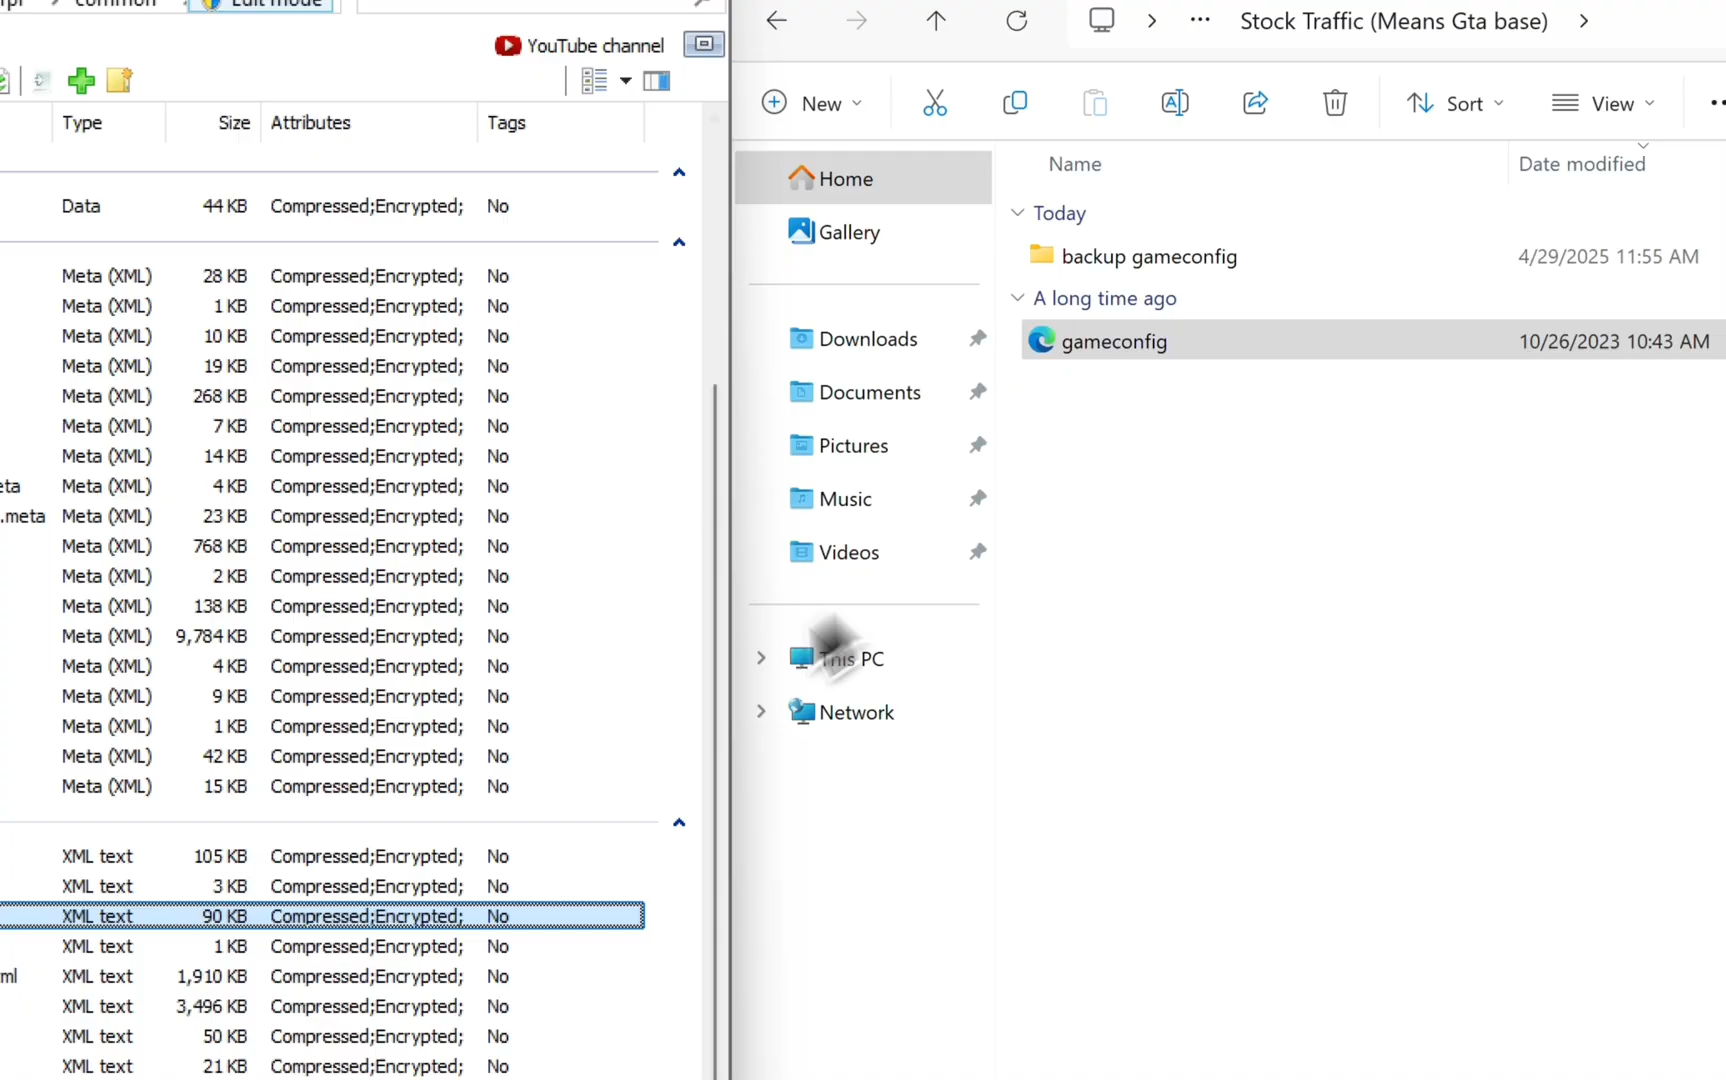 common
Edit mode
YouTube channel
Type Size Attributes Tags
Data 44 KB Compressed;Encrypted; No
Meta (XML) 28 KB Compressed;Encrypted; No
Meta (XML) 1 KB Compressed;Encrypted; No
Meta (XML) 10 KB Compressed;Encrypted; No
Meta (XML) 19 KB Compressed;Encrypted; No
Meta (XML) 268 KB Compressed;Encrypted; No
Meta (XML) 7 KB Compressed;Encrypted; No
Meta (XML) 14 KB Compressed;Encrypted; No
eta Meta (XML) 4 KB Compressed;Encrypted; No
.meta Meta (XML) 23 KB Compressed;Encrypted; No
Meta (XML) 768 KB Compressed;Encrypted; No
Meta (XML) 2 KB Compressed;Encrypted; No
Meta (XML) 138 KB Compressed;Encrypted; No
Meta (XML) 9,784 KB Compressed;Encrypted; No
Meta (XML) 4 KB Compressed;Encrypted; No
Meta (XML) 9 KB Compressed;Encrypted; No
Meta (XML) 1 KB Compressed;Encrypted; No
Meta (XML) 42 KB Compressed;Encrypted; No
Meta (XML) 15 KB Compressed;Encrypted; No
XML text 105 KB Compressed;Encrypted; No
XML text 3 KB Compressed;Encrypted; No
XML text 90 KB Compressed;Encrypted; No
XML text 1 KB Compressed;Encrypted; No
ml XML text 1,910 KB Compressed;Encrypted; No
XML text 3,496 KB Compressed;Encrypted; No
XML text 50 KB Compressed;Encrypted; No
XML text 21 KB Compressed;Encrypted; No
Stock Traffic (Means Gta base)
New Sort View
Home
Gallery
Downloads
Documents
Pictures
Music
Videos
This PC
Network
Name Date modified
Today
backup gameconfig 4/29/2025 11:55 AM
A long time ago
gameconfig 10/26/2023 10:43 AM